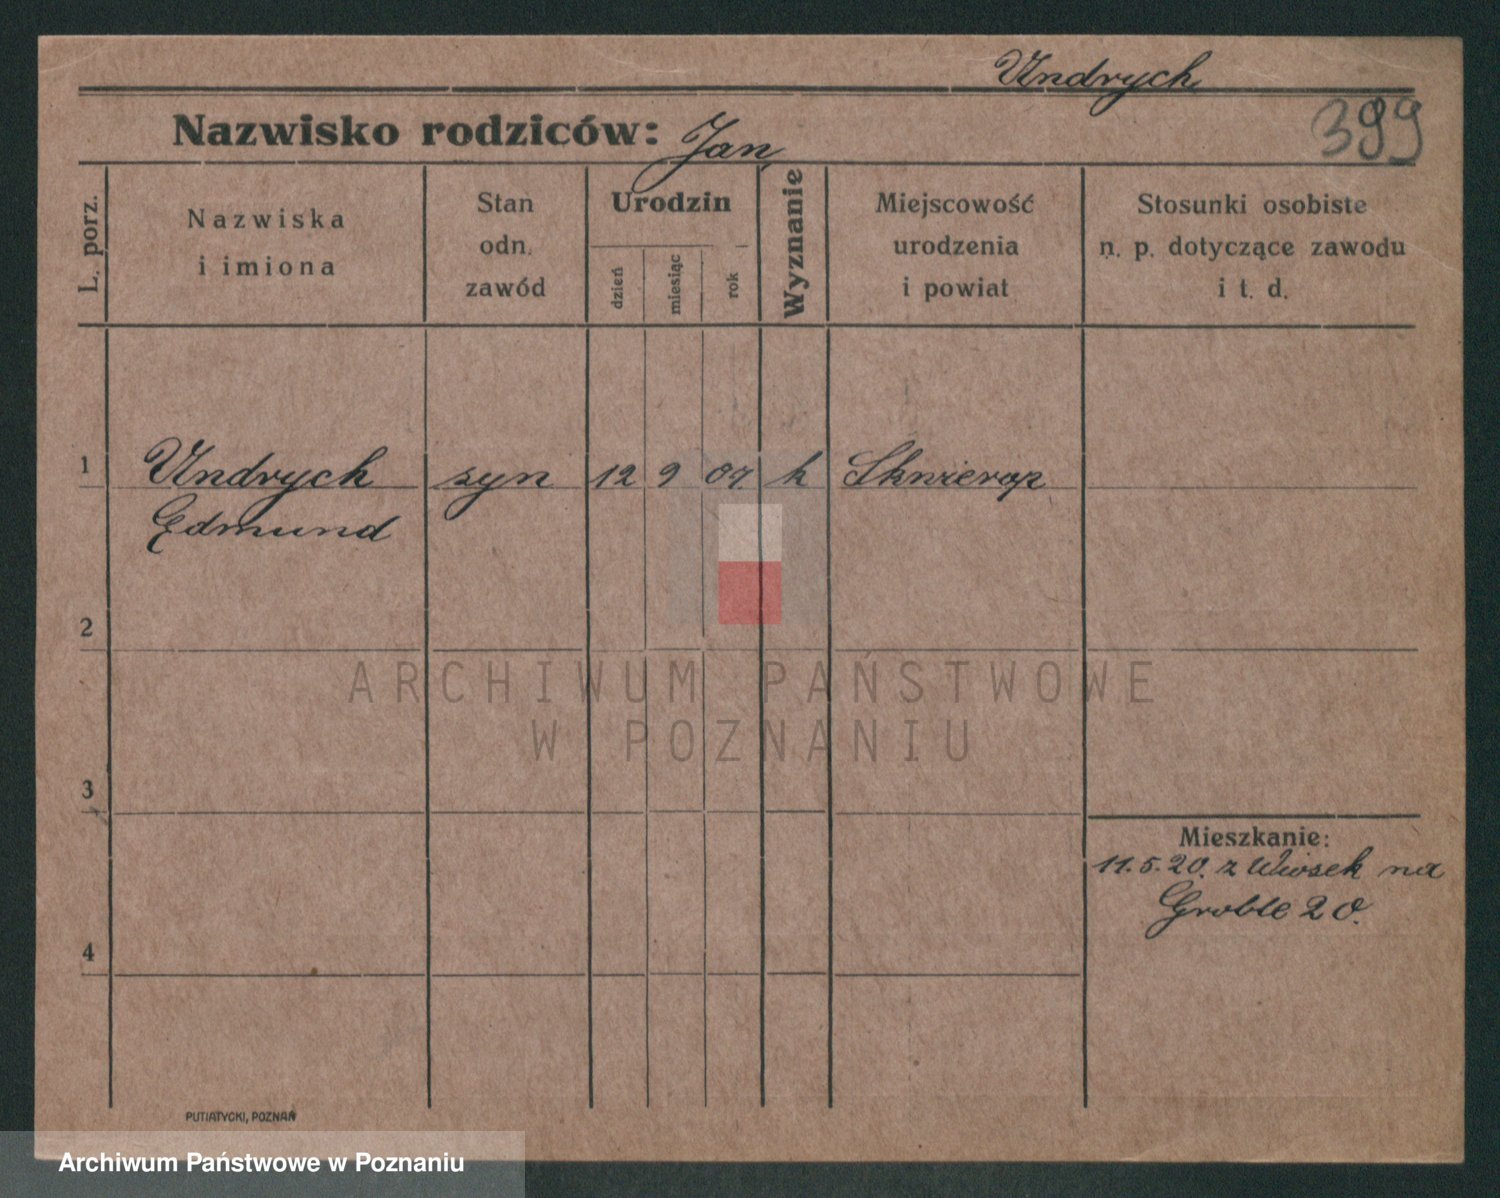 Undrych
Nazwisko rodziców: Jan
399
L. porz.
Nazwiska
i imiona
Stan
odn.
zawód
Urodzin
dzień
miesiąc
rok
Wyznanie
Miejscowość
urodzenia
i powiat
Stosunki osobiste
n. p. dotyczące zawodu
i t. d.
1 Undrych syn 12 9 07 k
Edmund
2
ARCHIWUM PAŃSTWOWE
W POZNANIU
3
Mieszkanie:
11.5.20. z Wiosek na
Groble 20.
4
PUTIATYCKI, POZNAŃ
Archiwum Państwowe w Poznaniu